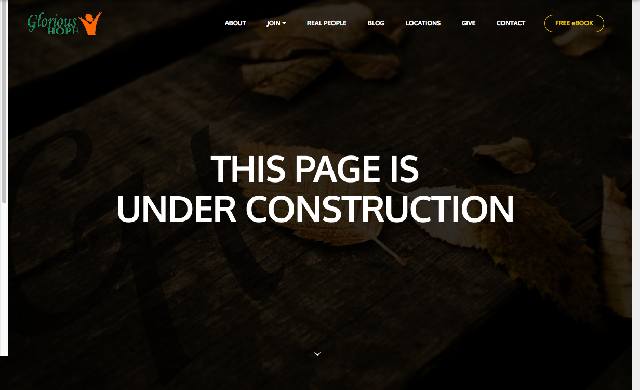 Glorious
HOPE
ABOUT
JOIN
REAL PEOPLE
BLOG
LOCATIONS
GIVE
CONTACT
FREE eBOOK
THIS PAGE IS
UNDER CONSTRUCTION